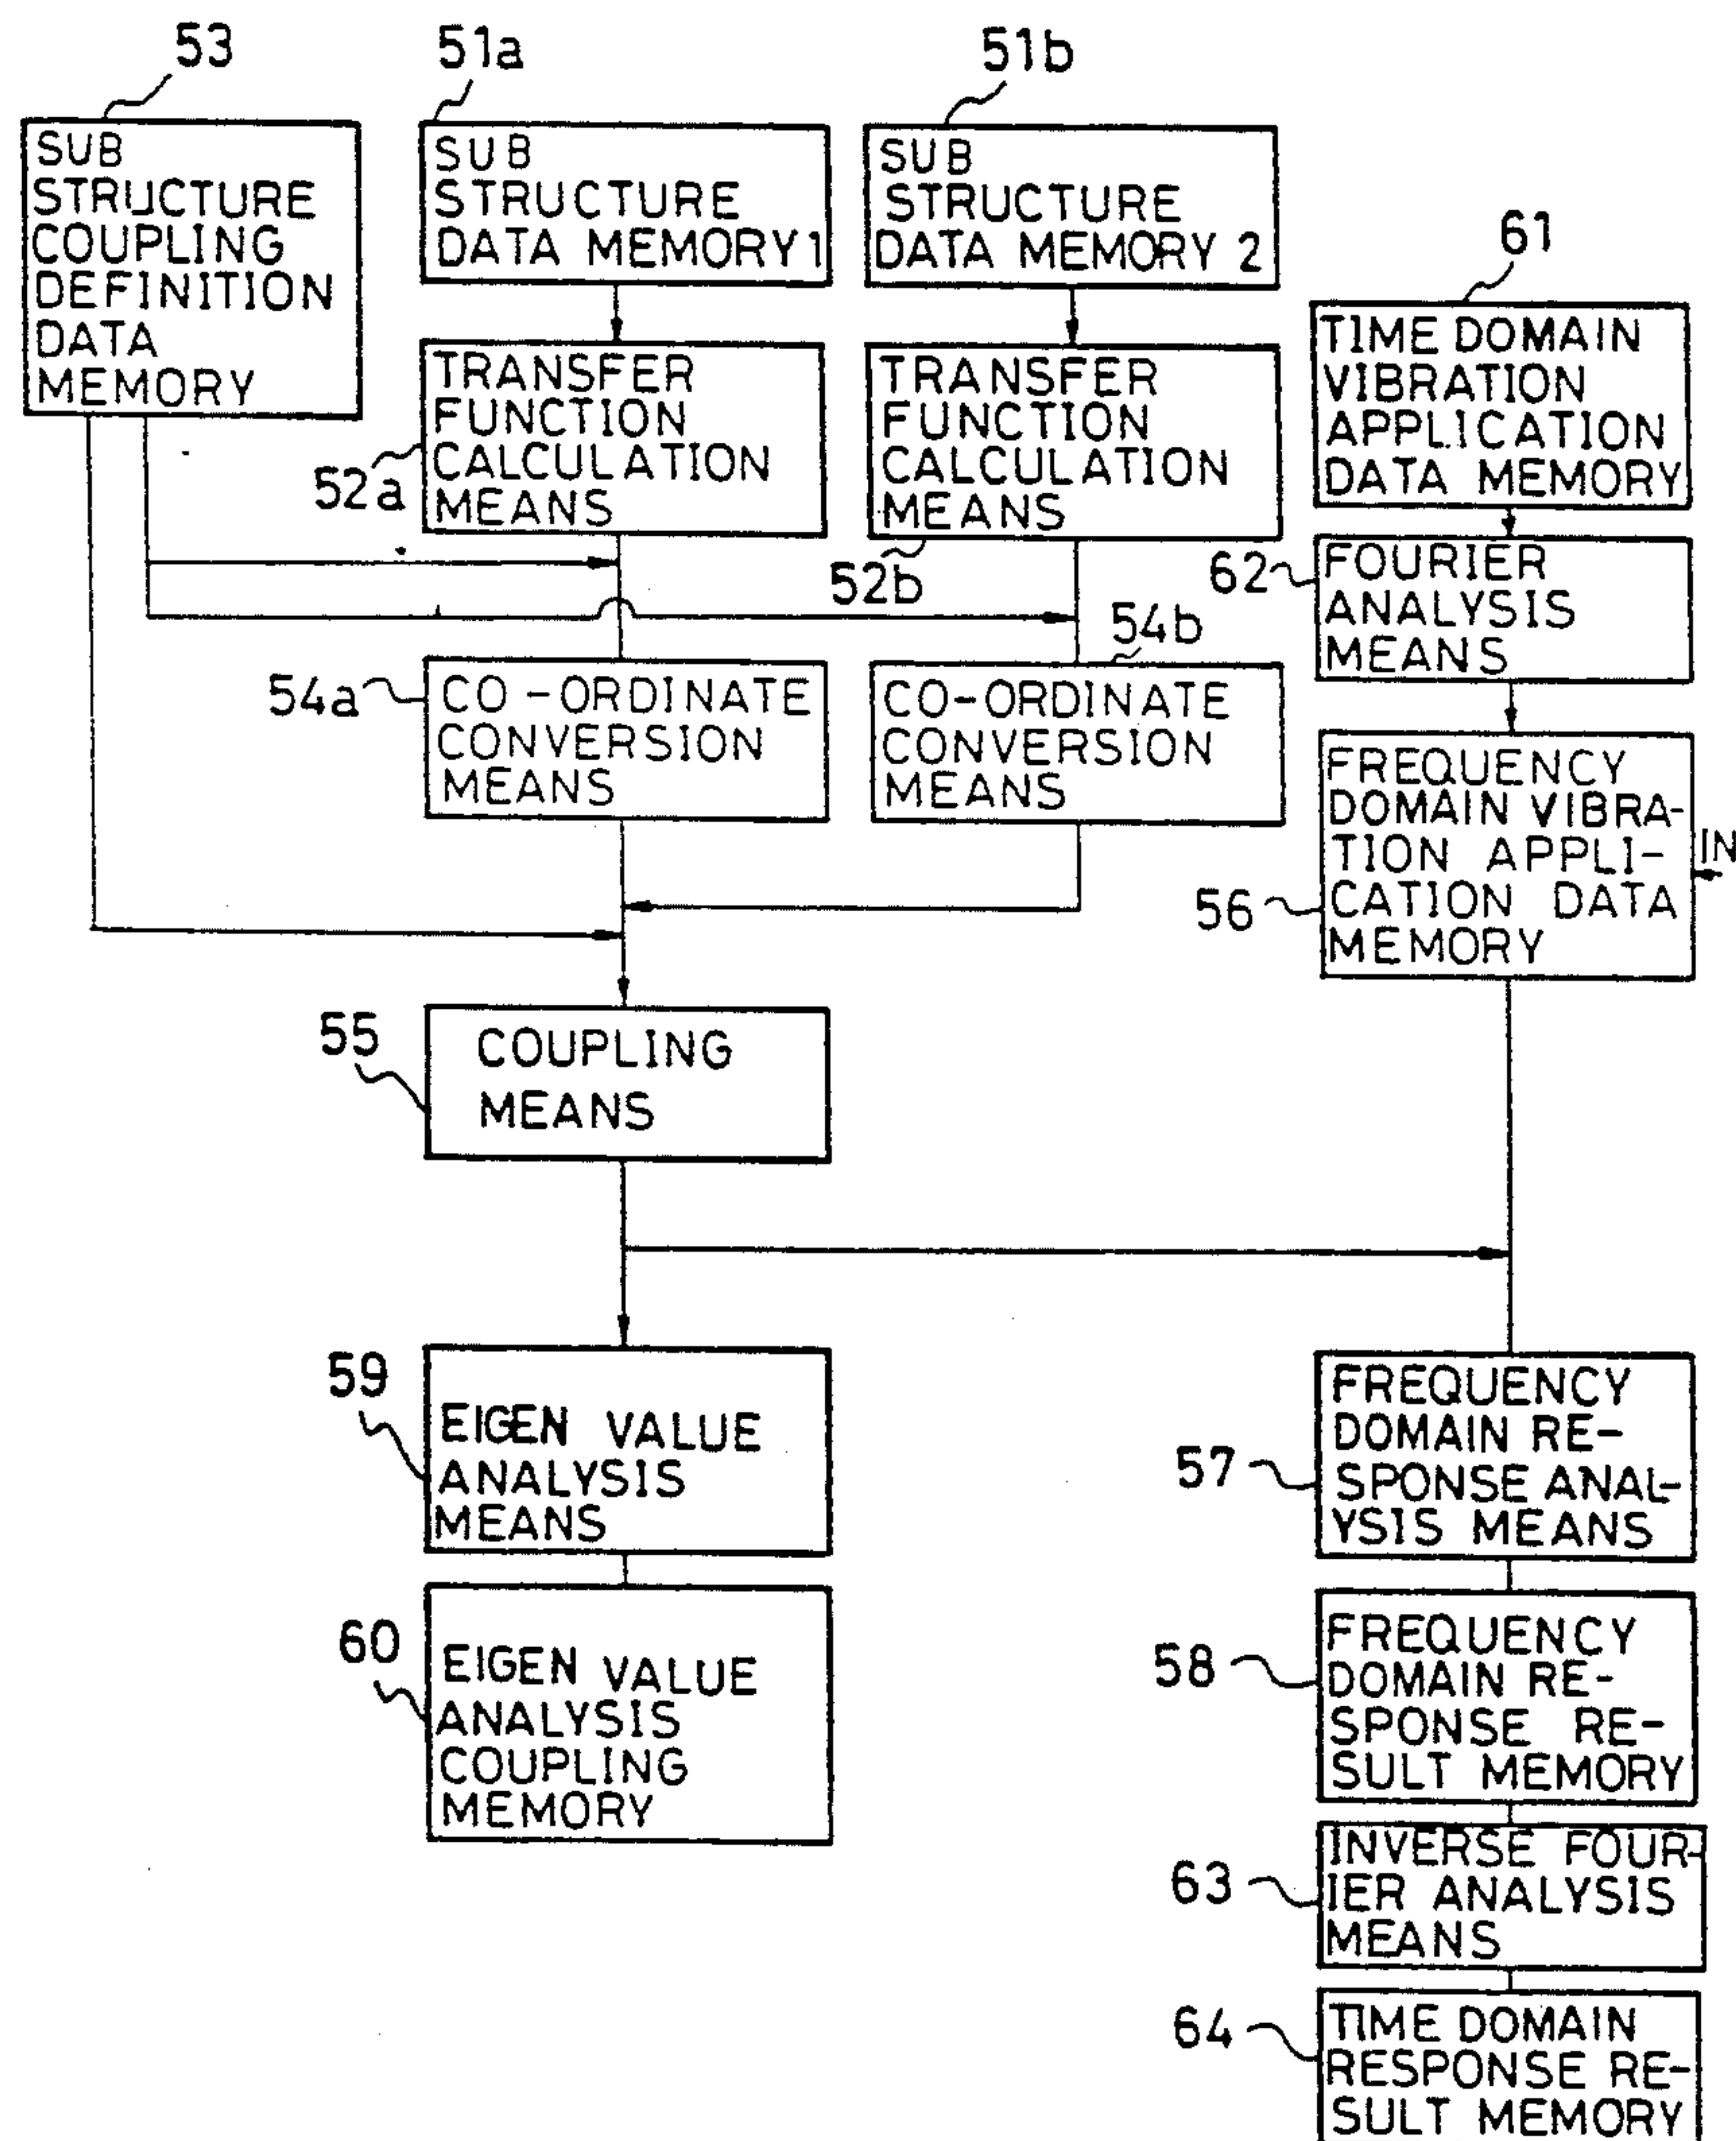 53
51a
51b
SUB
STRUCTURE
COUPLING
DEFINITION
DATA
MEMORY
SUB
STRUCTURE
DATA MEMORY 1
SUB
STRUCTURE
DATA MEMORY 2
61
TIME DOMAIN
VIBRATION
APPLICATION
DATA MEMORY
TRANSFER
FUNCTION
CALCULATION
MEANS
52a
TRANSFER
FUNCTION
CALCULATION
MEANS
52b
62
FOURIER
ANALYSIS
MEANS
54a
CO-ORDINATE
CONVERSION
MEANS
54b
CO-ORDINATE
CONVERSION
MEANS
FREQUENCY
DOMAIN VIBRA-
TION APPLI-
CATION DATA
MEMORY
IN
56
55
COUPLING
MEANS
59
EIGEN VALUE
ANALYSIS
MEANS
57
FREQUENCY
DOMAIN RE-
SPONSE ANAL-
YSIS MEANS
60
EIGEN VALUE
ANALYSIS
COUPLING
MEMORY
58
FREQUENCY
DOMAIN RE-
SPONSE RE-
SULT MEMORY
63
INVERSE FOUR-
IER ANALYSIS
MEANS
64
TIME DOMAIN
RESPONSE RE-
SULT MEMORY